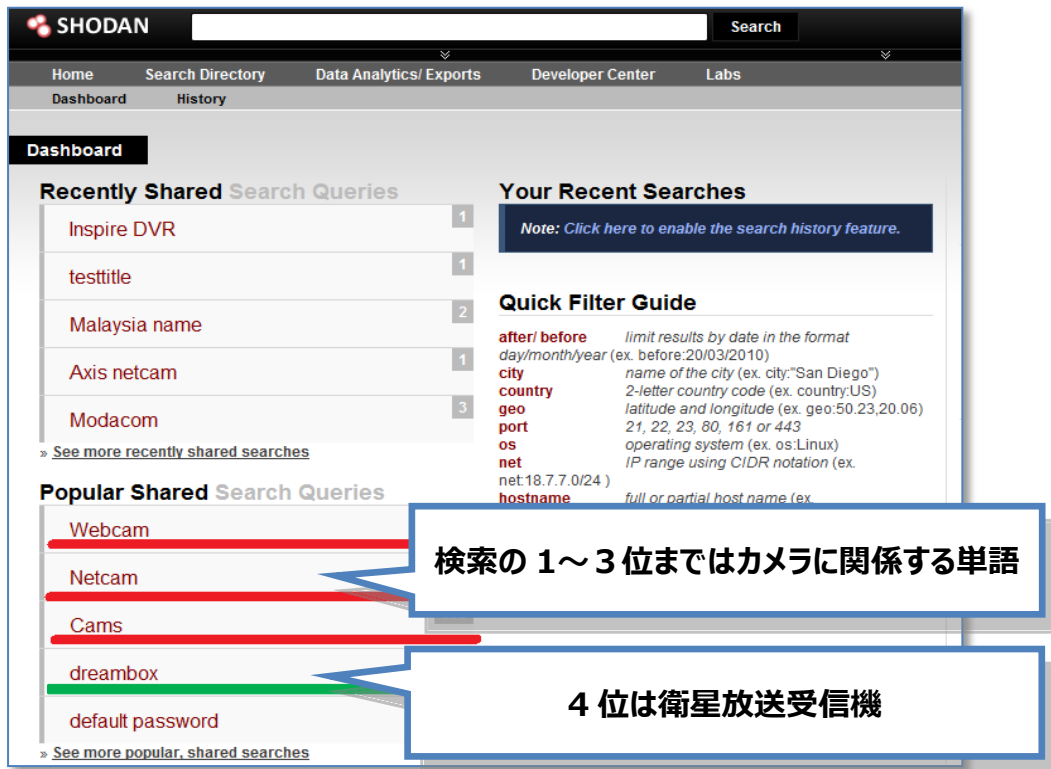 SHODAN
Search
Home Search Directory Data Analytics/ Exports Developer Center Labs
Dashboard History
Dashboard
Recently Shared Search Queries
Inspire DVR 1
testtitle 1
Malaysia name 2
Axis netcam 1
Modacom 3
» See more recently shared searches
Popular Shared Search Queries
Webcam
Netcam
Cams
dreambox
default password
» See more popular, shared searches
Your Recent Searches
Note: Click here to enable the search history feature.
Quick Filter Guide
after/ before limit results by date in the format
day/month/year (ex. before:20/03/2010)
city name of the city (ex. city:"San Diego")
country 2-letter country code (ex. country:US)
geo latitude and longitude (ex. geo:50.23,20.06)
port 21, 22, 23, 80, 161 or 443
os operating system (ex. os:Linux)
net IP range using CIDR notation (ex.
net:18.7.7.0/24 )
hostname full or partial host name (ex.
検索の 1～3 位まではカメラに関係する単語
4 位は衛星放送受信機